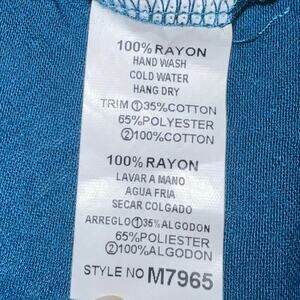 100% RAYON
HAND WASH
COLD WATER
HANG DRY
TRIM ①35%COTTON
65%POLYESTER
②100%COTTON
100% RAYON
LAVAR A MANO
AGUA FRIA
SECAR COLGADO
ARREGLO①35%ALGODON
65%POLIESTER
②100%ALGODON
STYLE NO M7965